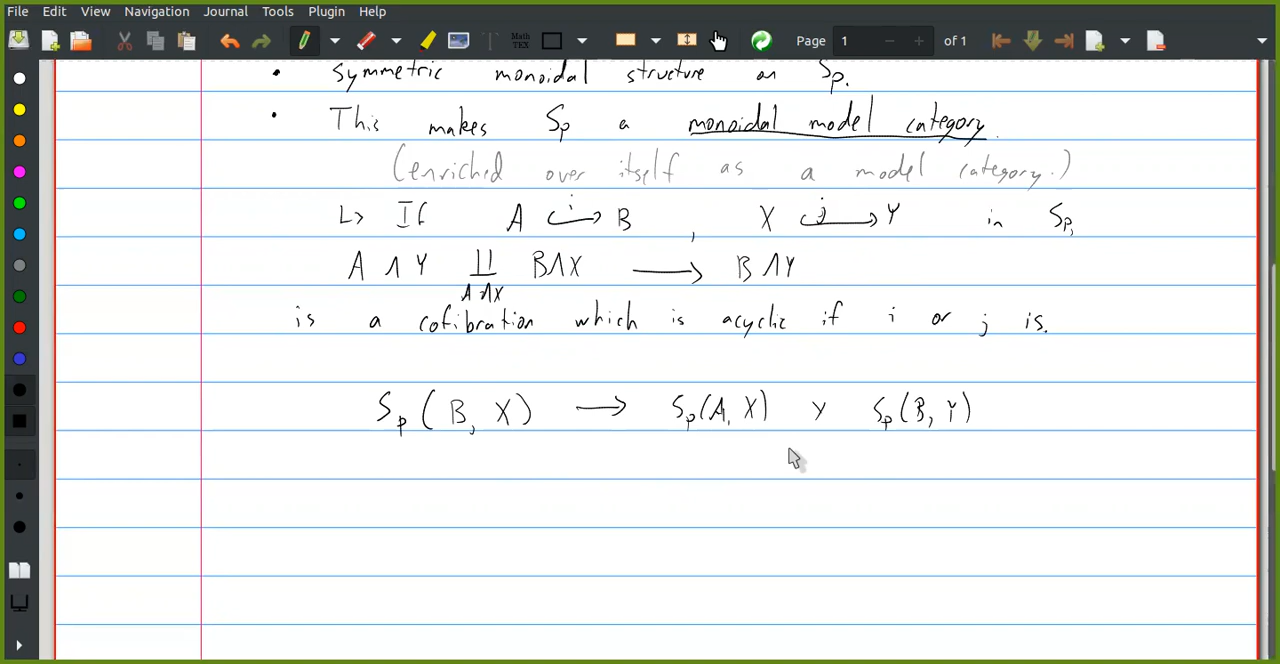 File Edit View Navigation Journal Tools Plugin Help
Math TEX Page 1 of 1
• Symmetric monoidal structure on Sp.
• This makes Sp a monoidal model category.
(enriched over itself as a model category.)
↳ If A ↪ B, X ↪ Y in Sp,
i j
A ∧ Y ∐ B∧X ⟶ B ∧Y
A∧X
is a cofibration which is acyclic if i or j is.
Sp(B, X) ⟶ Sp(A, X) × Sp(B, Y)